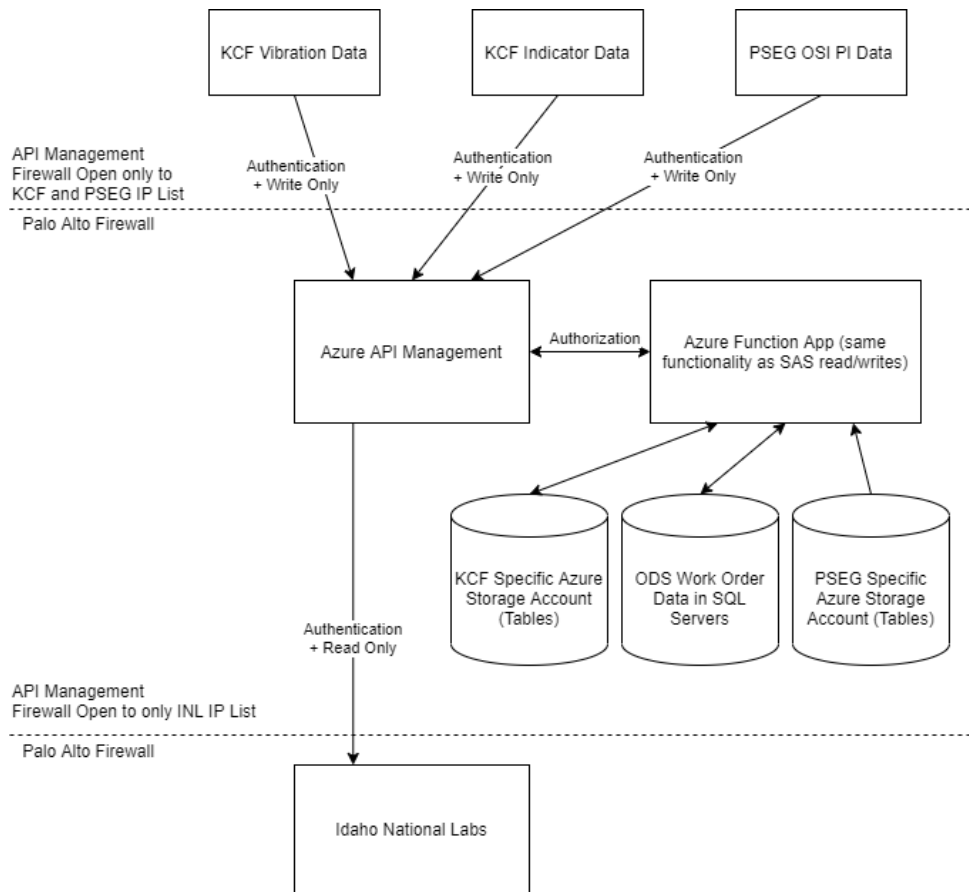 KCF Vibration Data
KCF Indicator Data
PSEG OSI PI Data
API Management
Firewall Open only to
KCF and PSEG IP List
Authentication
+ Write Only
Authentication
+ Write Only
Authentication
+ Write Only
Palo Alto Firewall
Azure API Management
Authorization
Azure Function App (same
functionality as SAS read/writes)
KCF Specific Azure
Storage Account
(Tables)
ODS Work Order
Data in SQL
Servers
PSEG Specific
Azure Storage
Account (Tables)
Authentication
+ Read Only
API Management
Firewall Open to only INL IP List
Palo Alto Firewall
Idaho National Labs